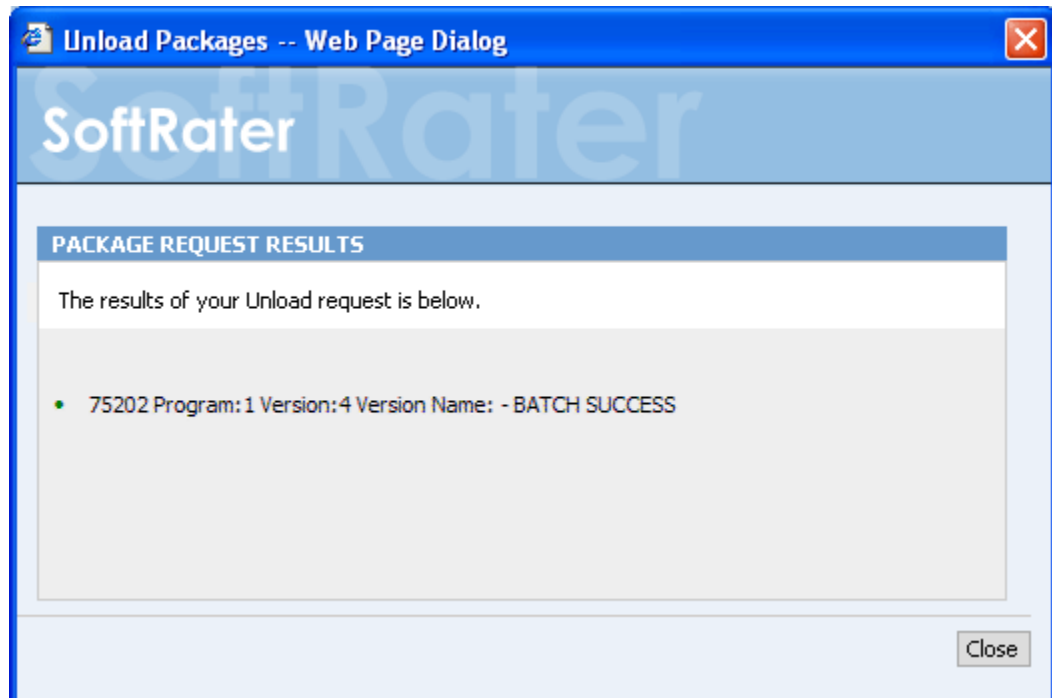 Unload Packages -- Web Page Dialog
SoftRater
SoftRater
PACKAGE REQUEST RESULTS
The results of your Unload request is below.
75202 Program:1 Version:4 Version Name: - BATCH SUCCESS
Close